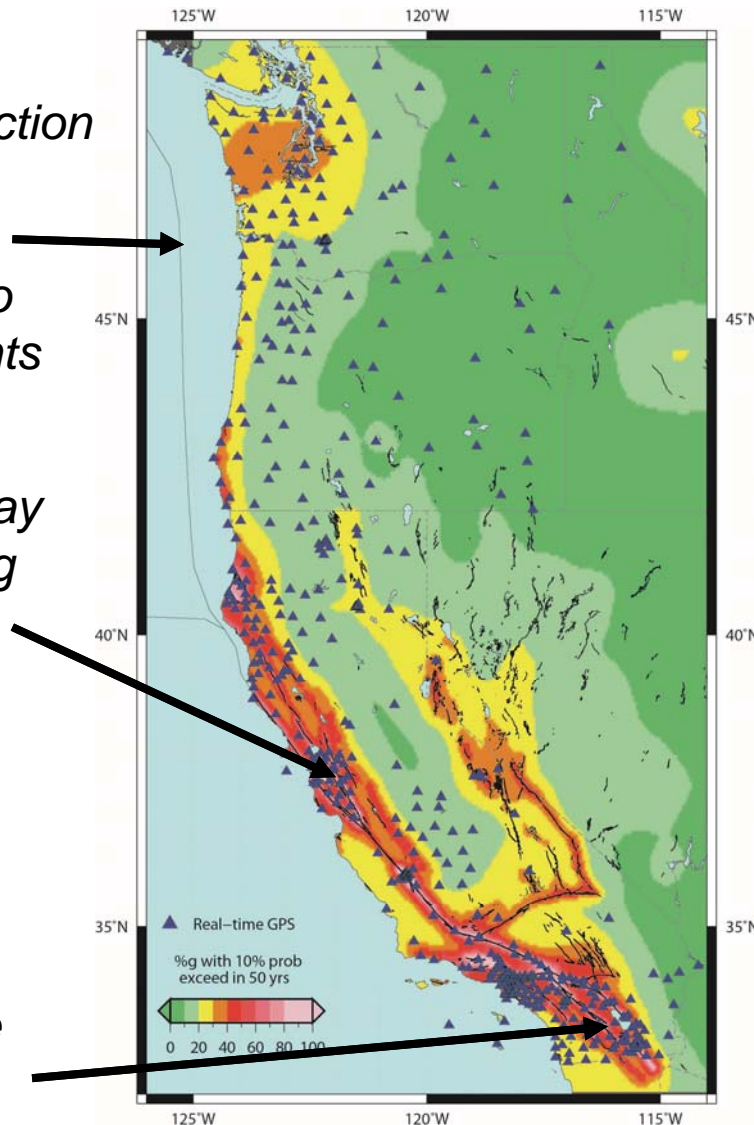 125°W 120°W 115°W
ction
nts
ay
g
45°N 45°N
40°N 40°N
35°N 35°N
Real-time GPS
%g with 10% prob
exceed in 50 yrs
0 20 40 60 80 100
125°W 120°W 115°W